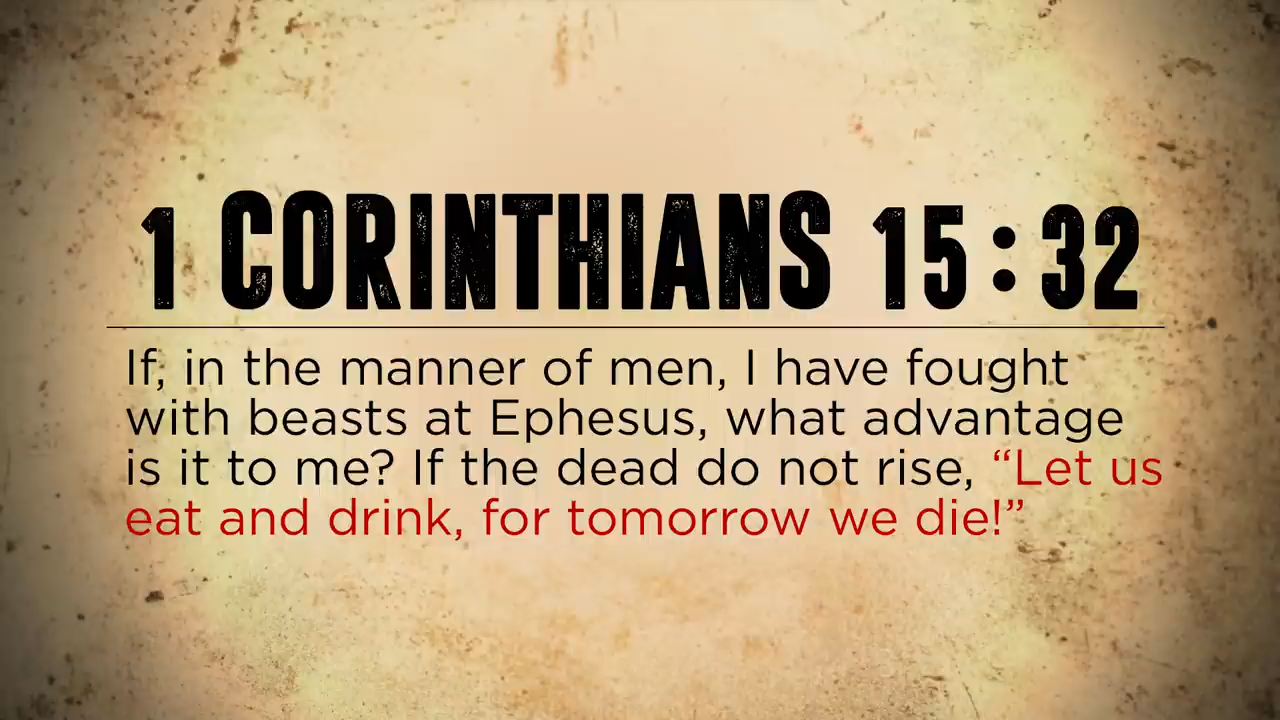 1 CORINTHIANS 15:32
If, in the manner of men, I have fought
with beasts at Ephesus, what advantage
is it to me? If the dead do not rise, “Let us
eat and drink, for tomorrow we die!”